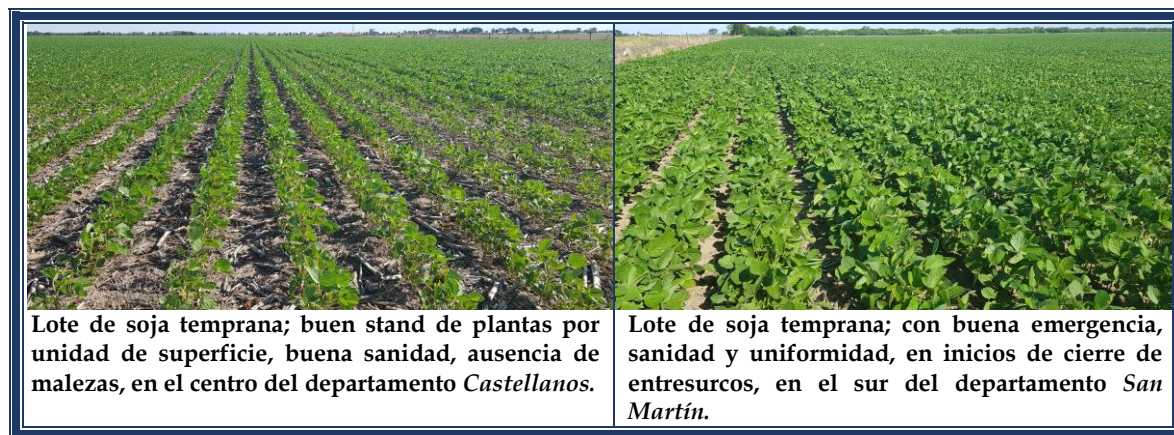 Lote de soja temprana; buen stand de plantas por
unidad de superficie, buena sanidad, ausencia de
malezas, en el centro del departamento Castellanos.
Lote de soja temprana; con buena emergencia,
sanidad y uniformidad, en inicios de cierre de
entresurcos, en el sur del departamento San
Martín.